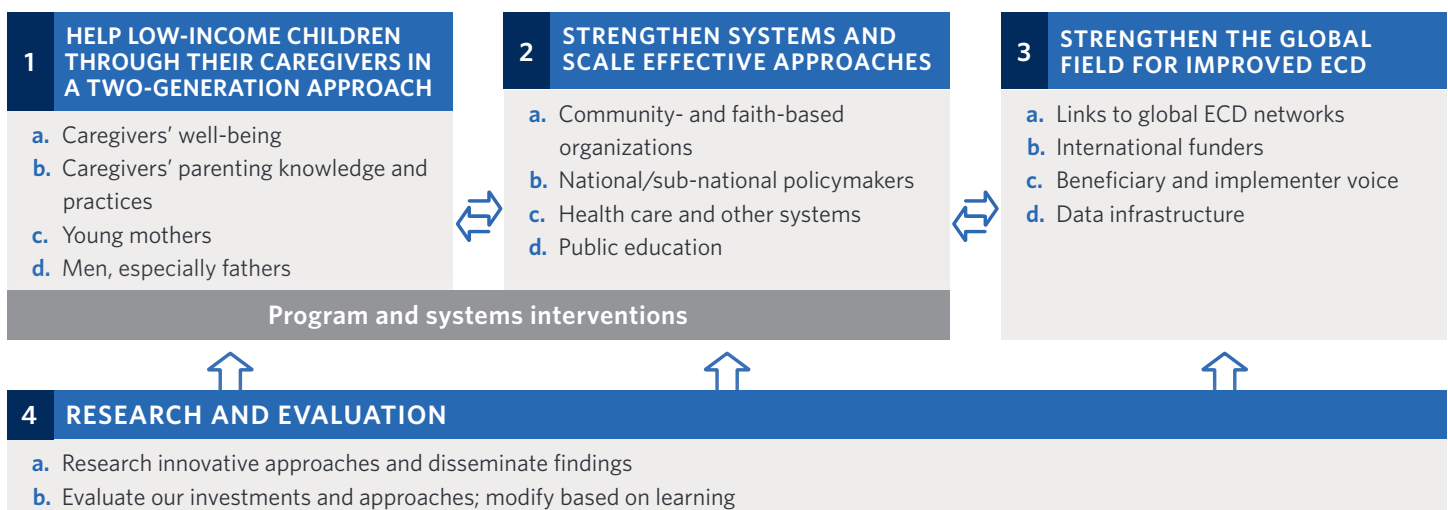 1
HELP LOW-INCOME CHILDREN
THROUGH THEIR CAREGIVERS IN
A TWO-GENERATION APPROACH
a. Caregivers’ well-being
b. Caregivers’ parenting knowledge and
practices
c. Young mothers
d. Men, especially fathers
2
STRENGTHEN SYSTEMS AND
SCALE EFFECTIVE APPROACHES
a. Community- and faith-based
organizations
b. National/sub-national policymakers
c. Health care and other systems
d. Public education
Program and systems interventions
3
STRENGTHEN THE GLOBAL
FIELD FOR IMPROVED ECD
a. Links to global ECD networks
b. International funders
c. Beneficiary and implementer voice
d. Data infrastructure
4 RESEARCH AND EVALUATION
a. Research innovative approaches and disseminate findings
b. Evaluate our investments and approaches; modify based on learning